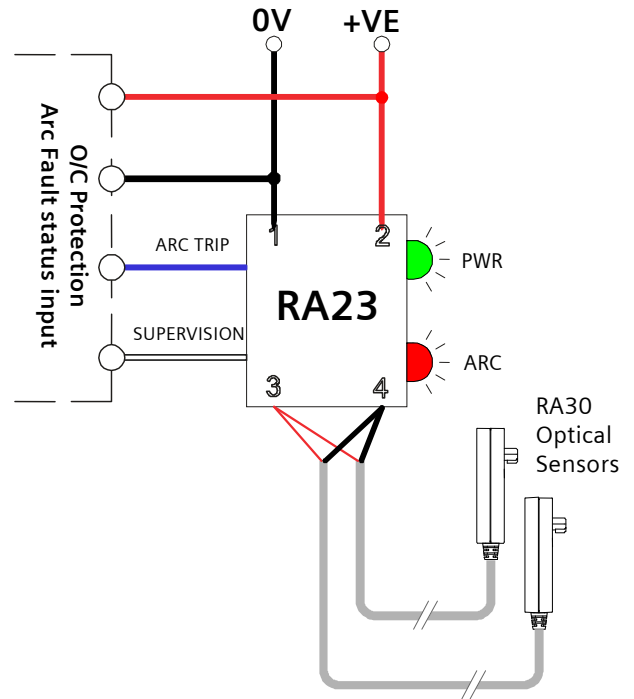 0V
+VE
O/C Protection
Arc Fault status input
1
2
ARC TRIP
PWR
RA23
SUPERVISION
ARC
3
4
RA30
Optical
Sensors